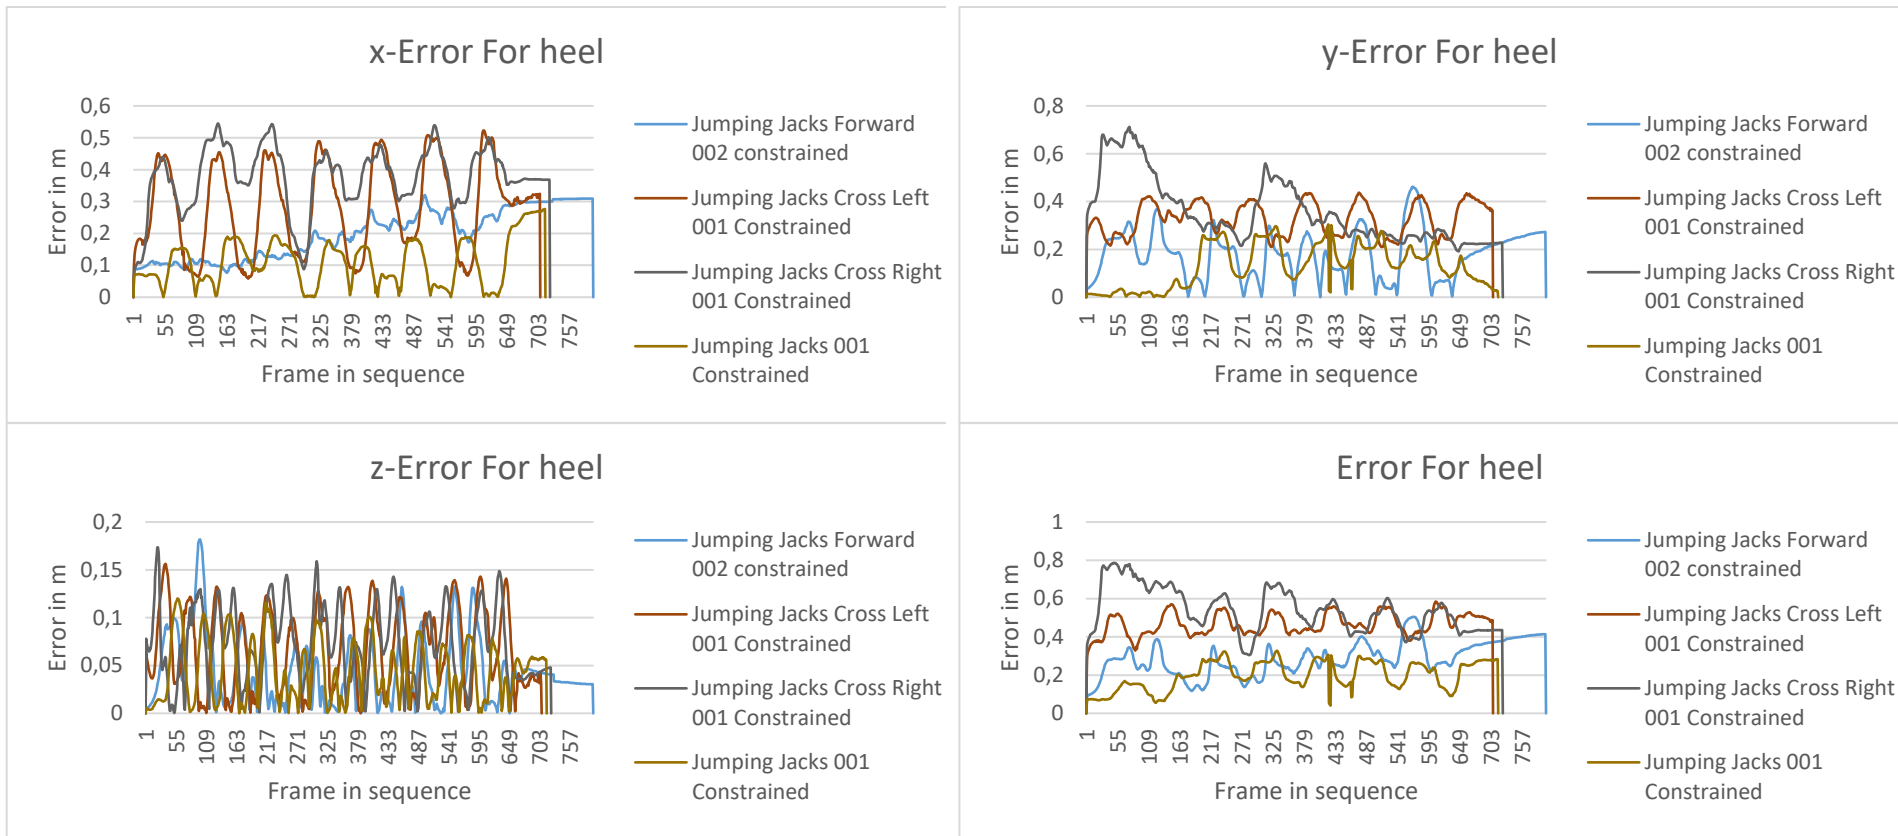 x-Error For heel
Error in m
0,6
0,5
0,4
0,3
0,2
0,1
0
1
55
109
163
217
271
325
379
433
487
541
595
649
703
757
Frame in sequence
Jumping Jacks Forward
002 constrained
Jumping Jacks Cross Left
001 Constrained
Jumping Jacks Cross Right
001 Constrained
Jumping Jacks 001
Constrained
y-Error For heel
Error in m
0,8
0,6
0,4
0,2
0
1
55
109
163
217
271
325
379
433
487
541
595
649
703
757
Frame in sequence
Jumping Jacks Forward
002 constrained
Jumping Jacks Cross Left
001 Constrained
Jumping Jacks Cross Right
001 Constrained
Jumping Jacks 001
Constrained
z-Error For heel
Error in m
0,2
0,15
0,1
0,05
0
1
55
109
163
217
271
325
379
433
487
541
595
649
703
757
Frame in sequence
Jumping Jacks Forward
002 constrained
Jumping Jacks Cross Left
001 Constrained
Jumping Jacks Cross Right
001 Constrained
Jumping Jacks 001
Constrained
Error For heel
Error in m
1
0,8
0,6
0,4
0,2
0
1
55
109
163
217
271
325
379
433
487
541
595
649
703
757
Frame in sequence
Jumping Jacks Forward
002 constrained
Jumping Jacks Cross Left
001 Constrained
Jumping Jacks Cross Right
001 Constrained
Jumping Jacks 001
Constrained